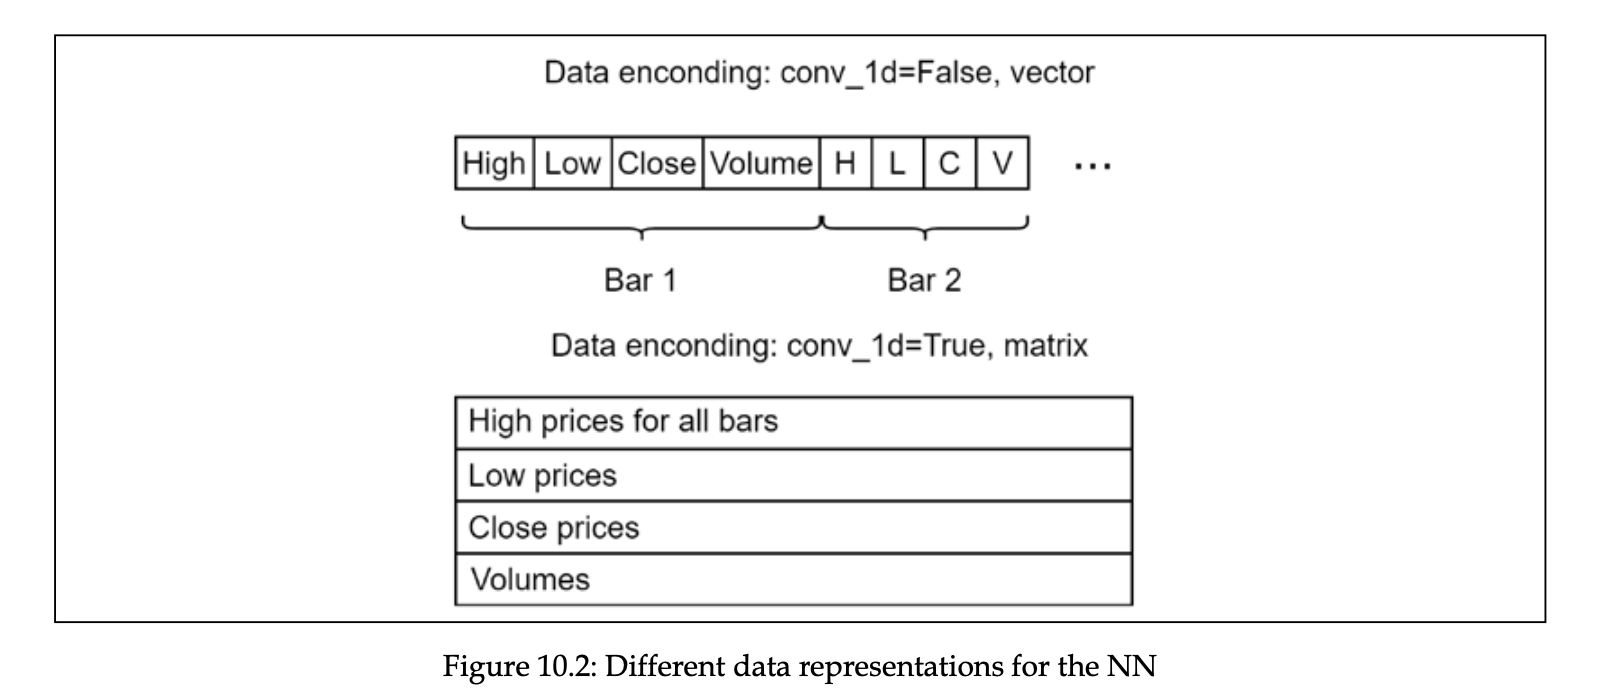 Data enconding: conv_1d=False, vector
High Low Close Volume H L C V ...
Bar 1 Bar 2
Data enconding: conv_1d=True, matrix
High prices for all bars
Low prices
Close prices
Volumes
Figure 10.2: Different data representations for the NN